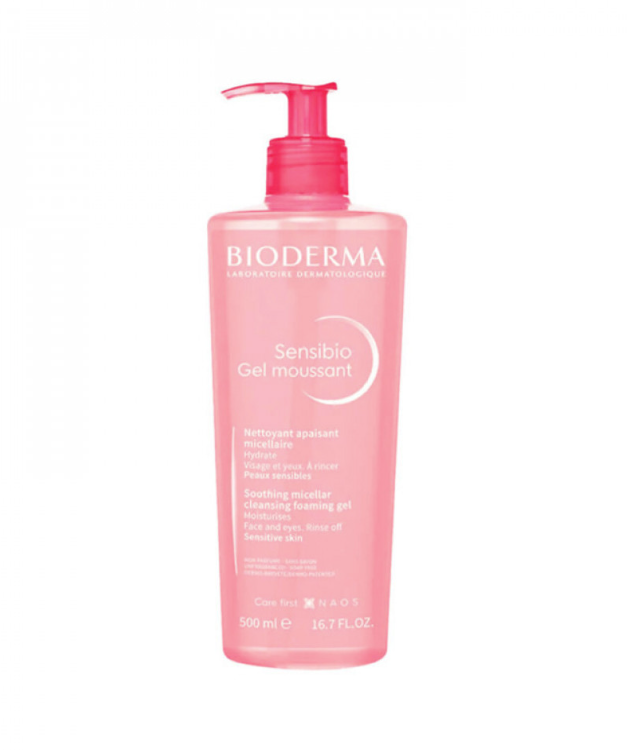 BIODERMA
LABORATOIRE DERMATOLOGIQUE
Sensibio
Gel moussant
Nettoyant apaisant
micellaire
Hydrate
Visage et yeux. À rincer
Peaux sensibles
Soothing micellar
cleansing foaming gel
Moisturises
Face and eyes. Rinse off
Sensitive skin
Care first NAOS
500 ml e 16.7 FL.OZ.